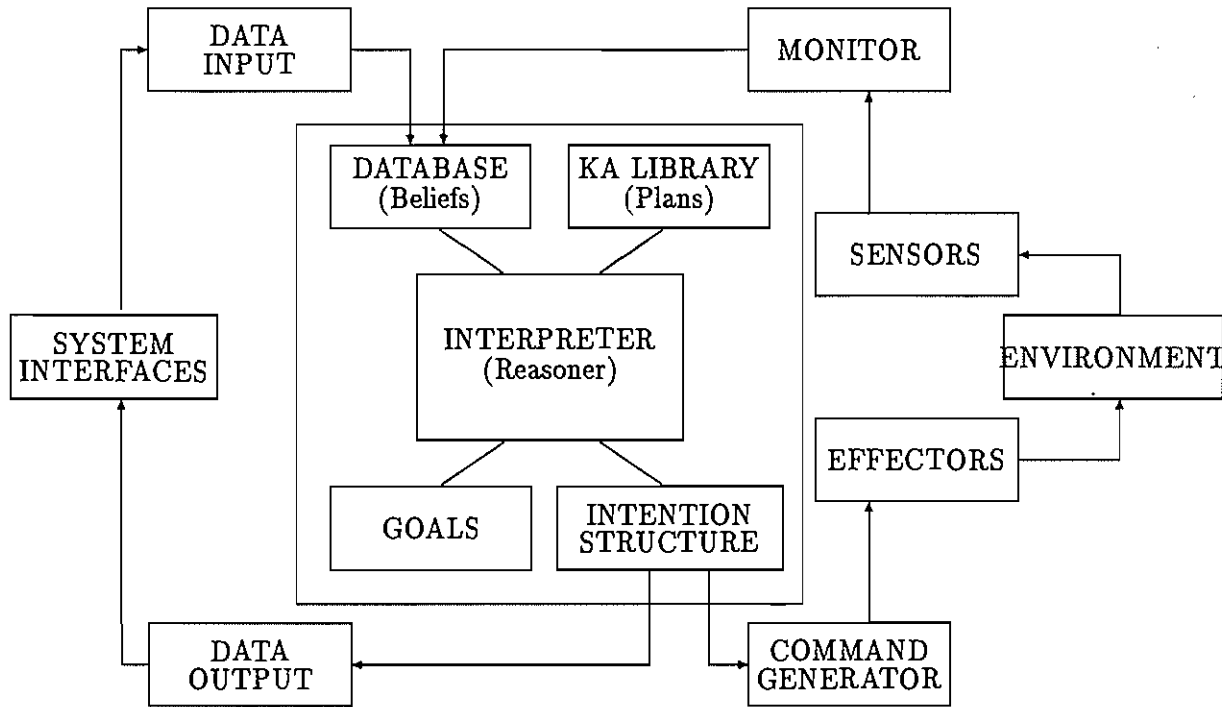 DATA
INPUT
MONITOR
DATABASE
(Beliefs)
KA LIBRARY
(Plans)
SENSORS
SYSTEM
INTERFACES
INTERPRETER
(Reasoner)
ENVIRONMENT
EFFECTORS
GOALS
INTENTION
STRUCTURE
DATA
OUTPUT
COMMAND
GENERATOR